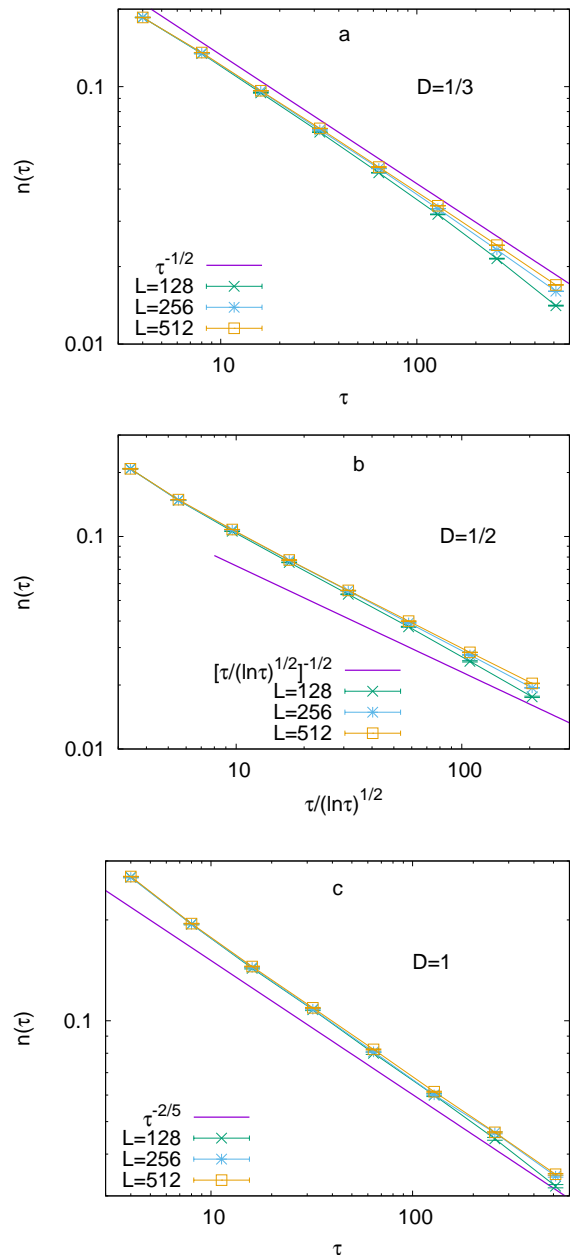 0.1
a
D=1/3
n(τ)
τ^{-1/2}
L=128
L=256
L=512
0.01
10
100
τ
b
0.1
D=1/2
n(τ)
[τ/(lnτ)^{1/2}]^{-1/2}
L=128
L=256
L=512
0.01
10
100
τ/(lnτ)^{1/2}
c
D=1
n(τ)
0.1
τ^{-2/5}
L=128
L=256
L=512
10
100
τ